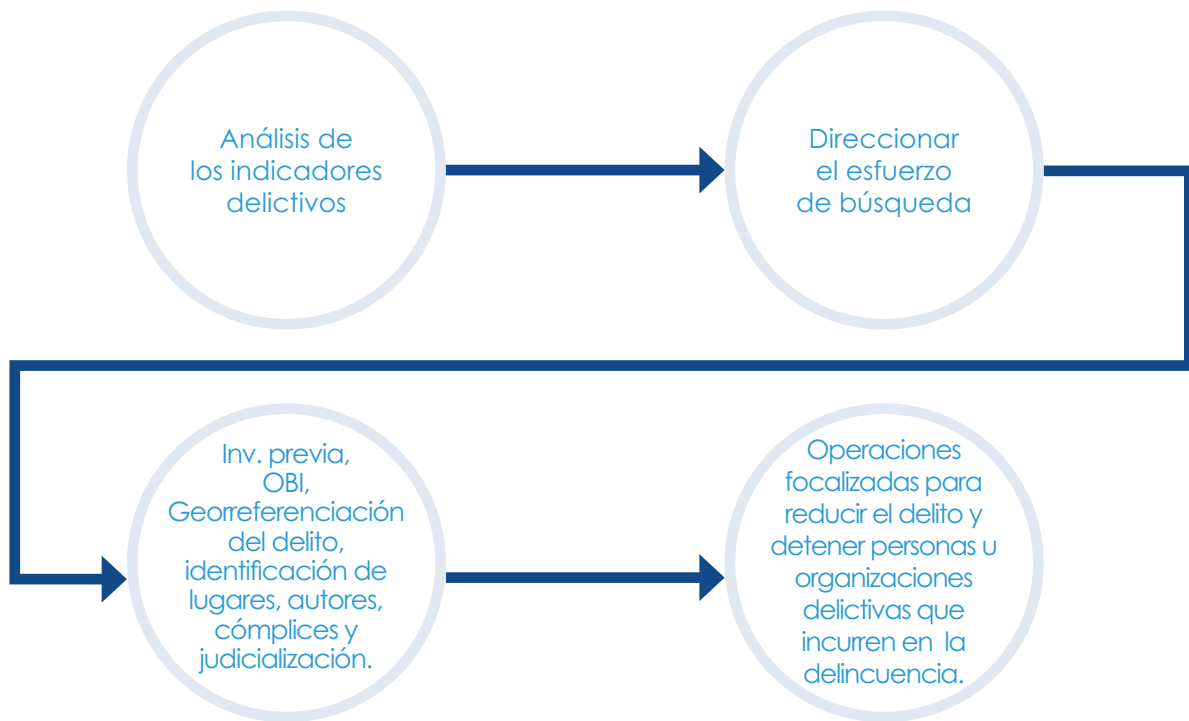 Análisis de
los indicadores
delictivos
Direccionar
el esfuerzo
de búsqueda
Inv. previa,
OBI,
Georreferenciación
del delito,
identificación de
lugares, autores,
cómplices y
judicialización.
Operaciones
focalizadas para
reducir el delito y
detener personas u
organizaciones
delictivas que
incurren en la
delincuencia.